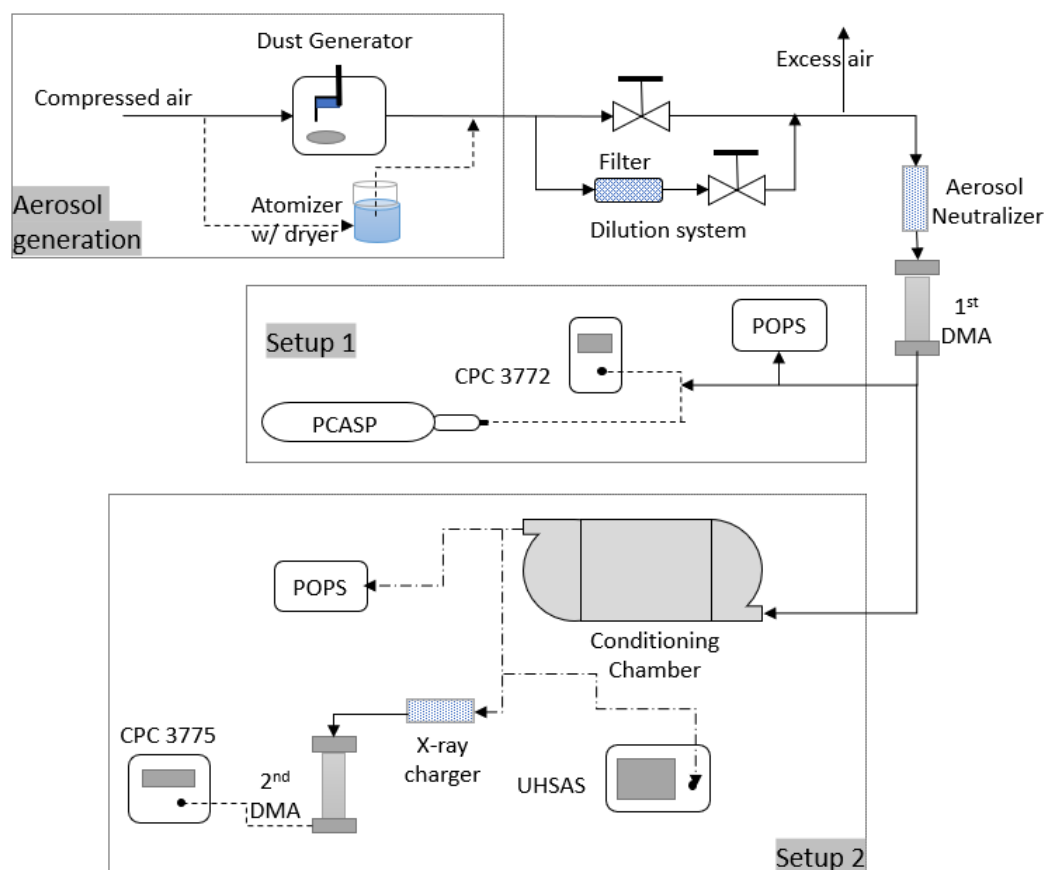 Dust Generator
Compressed air
Excess air
Filter
Atomizer
w/ dryer
Aerosol
generation
Dilution system
Aerosol
Neutralizer
1st
DMA
Setup 1
POPS
CPC 3772
PCASP
POPS
Conditioning
Chamber
CPC 3775
X-ray
charger
2nd
DMA
UHSAS
Setup 2